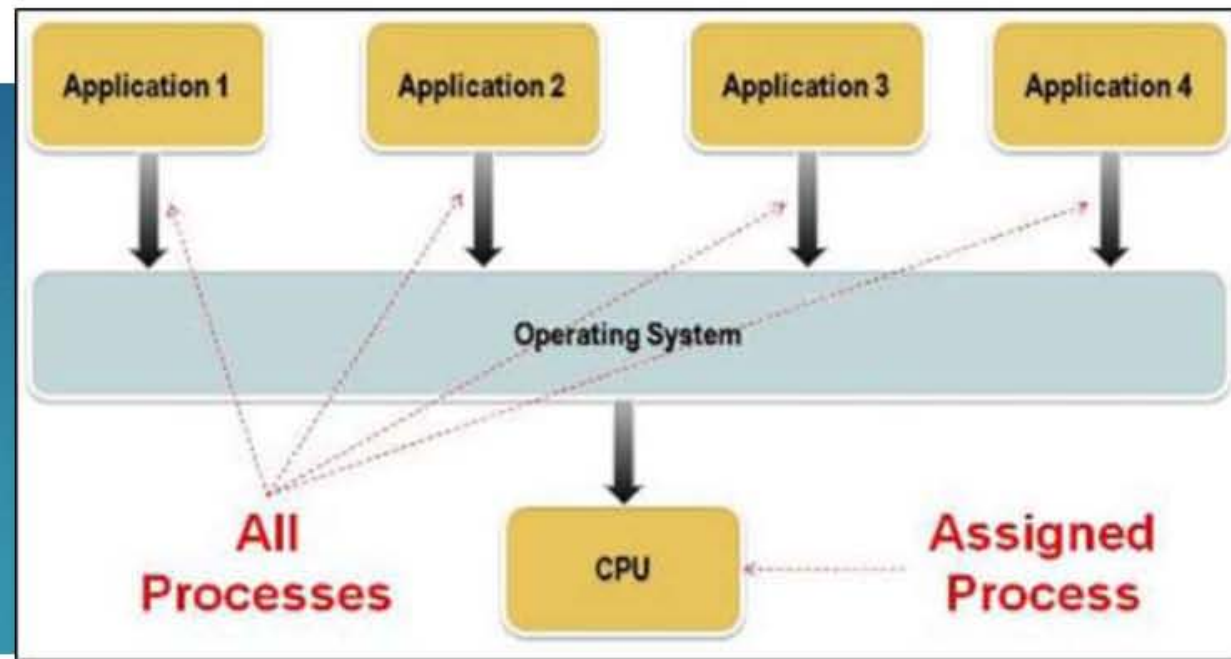 Application 1
Application 2
Application 3
Application 4
Operating System
All
Processes
CPU
Assigned
Process